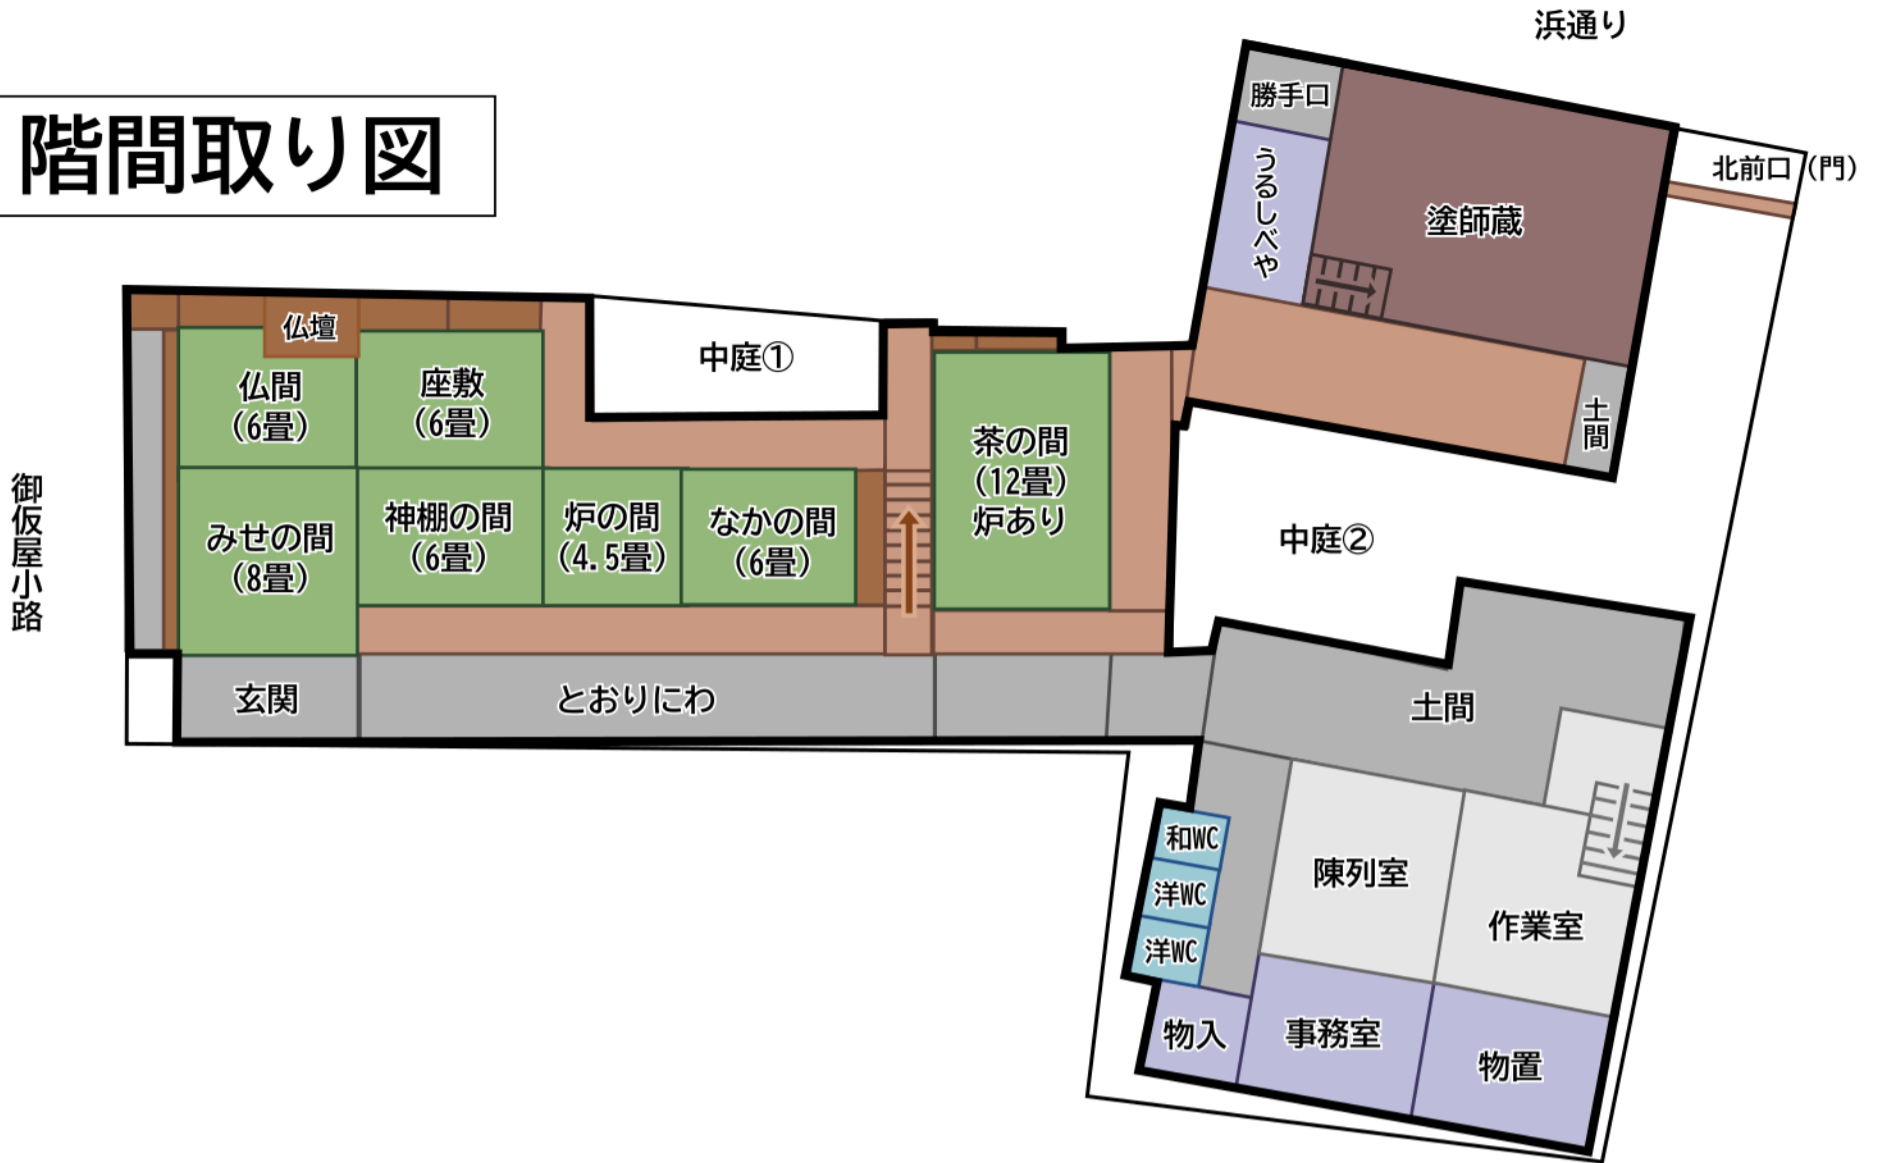 階間取り図
浜通り
勝手口
うるしべや
塗師蔵
北前口（門）
土間
仏壇
仏間
（6畳）
座敷
（6畳）
中庭①
茶の間
（12畳）
炉あり
御仮屋小路
みせの間
（8畳）
神棚の間
（6畳）
炉の間
（4.5畳）
なかの間
（6畳）
中庭②
玄関
とおりにわ
土間
和WC
洋WC
洋WC
陳列室
作業室
物入
事務室
物置